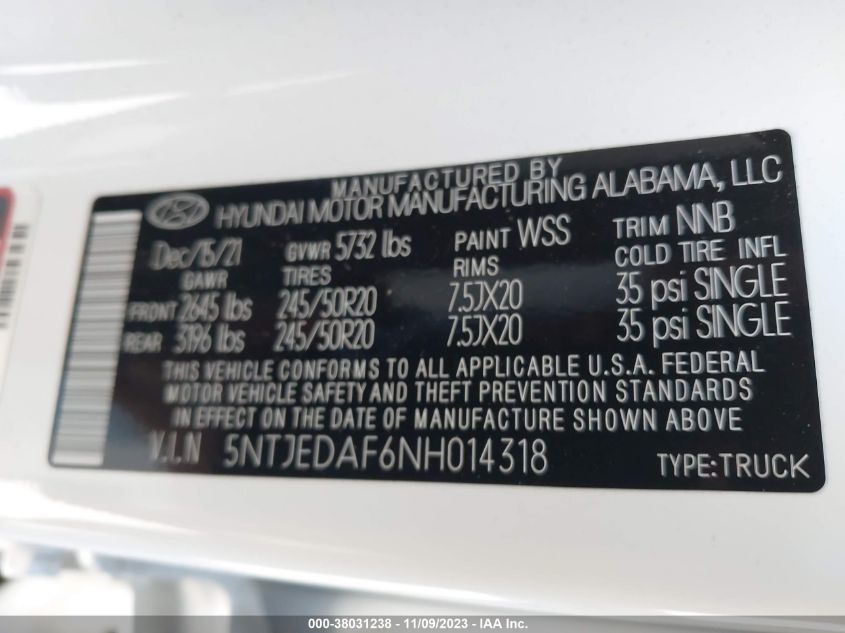 MANUFACTURED BY
HYUNDAI MOTOR MANUFACTURING ALABAMA, LLC
Dec/15/21 GVWR 5732 lbs PAINT WSS TRIM NNB
GAWR TIRES RIMS COLD TIRE INFL
FRONT 2645 lbs 245/50R20 7.5JX20 35 psi SINGLE
REAR 3196 lbs 245/50R20 7.5JX20 35 psi SINGLE
THIS VEHICLE CONFORMS TO ALL APPLICABLE U.S.A. FEDERAL
MOTOR VEHICLE SAFETY AND THEFT PREVENTION STANDARDS
IN EFFECT ON THE DATE OF MANUFACTURE SHOWN ABOVE
V.I.N 5NTJEDAF6NH014318 TYPE:TRUCK
000-38031238 - 11/09/2023 - IAA Inc.